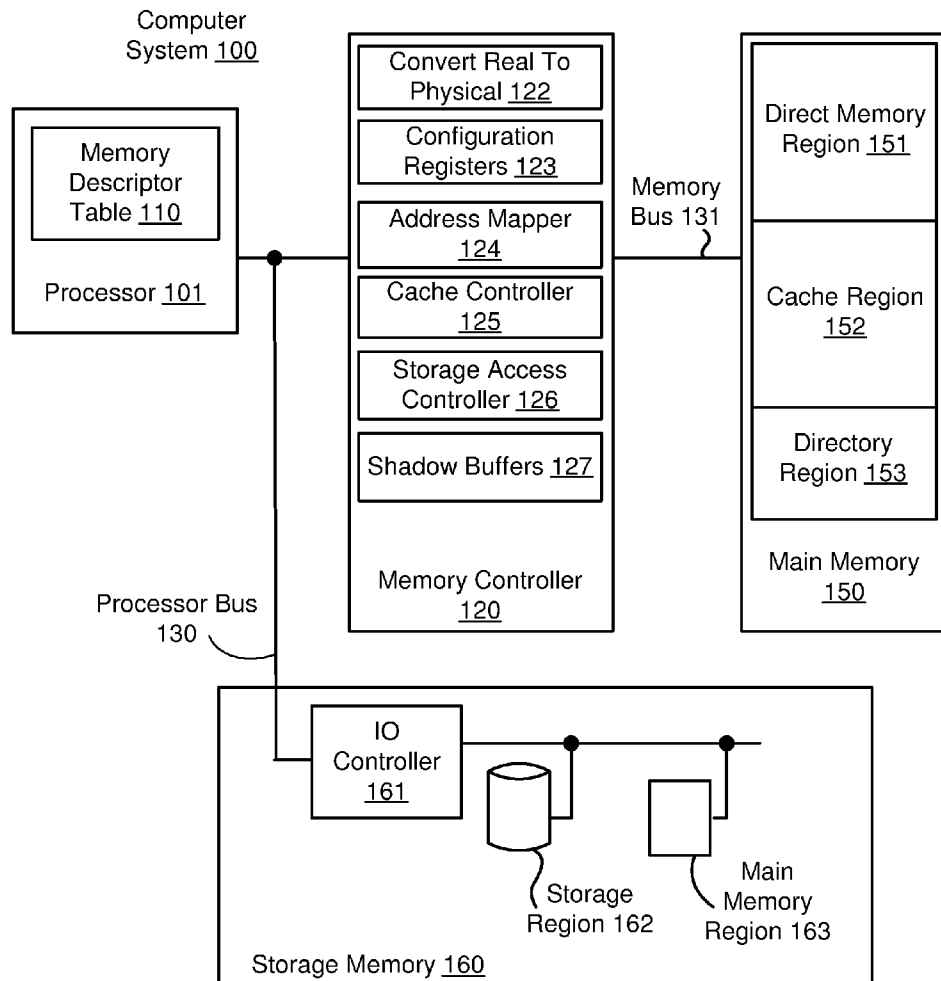 Computer
System 100
Memory
Descriptor
Table 110
Processor 101
Convert Real To
Physical 122
Configuration
Registers 123
Address Mapper
124
Cache Controller
125
Storage Access
Controller 126
Shadow Buffers 127
Memory Controller
120
Memory
Bus 131
Direct Memory
Region 151
Cache Region
152
Directory
Region 153
Main Memory
150
Processor Bus
130
IO
Controller
161
Storage
Region 162
Main
Memory
Region 163
Storage Memory 160